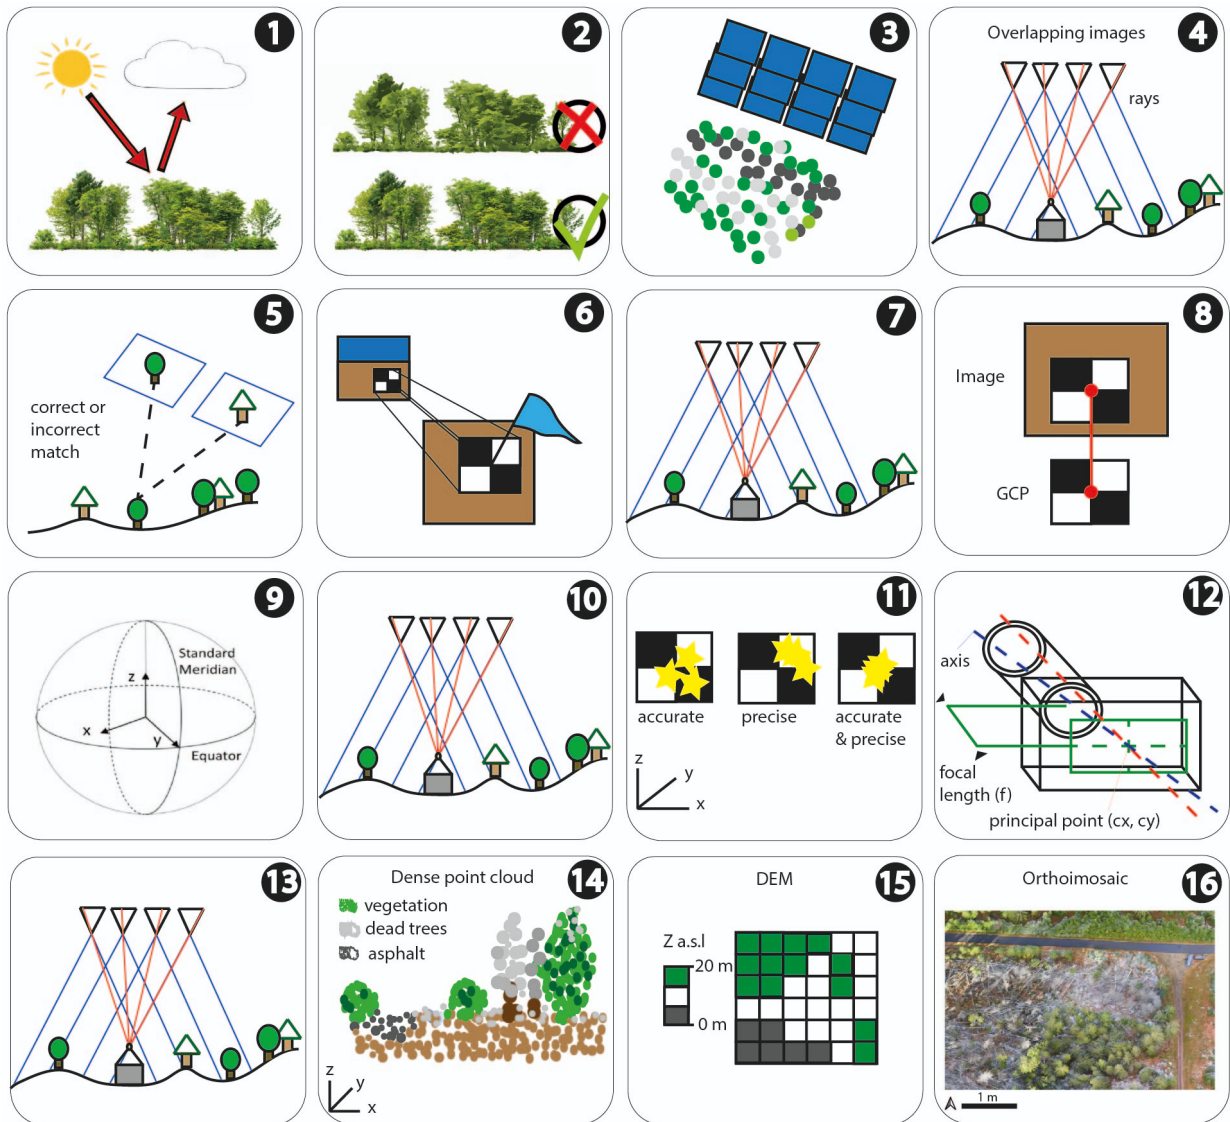 1
2
3
Overlapping images
4
rays
5
correct or
incorrect
match
6
7
8
Image
GCP
9
Standard
Meridian
z
x
y
Equator
10
11
accurate
precise
accurate
& precise
z
y
x
12
axis
focal
length (f)
principal point (cx, cy)
13
Dense point cloud
14
vegetation
dead trees
asphalt
z
y
x
DEM
15
Z a.s.l
20 m
0 m
Orthoimosaic
16
1 m